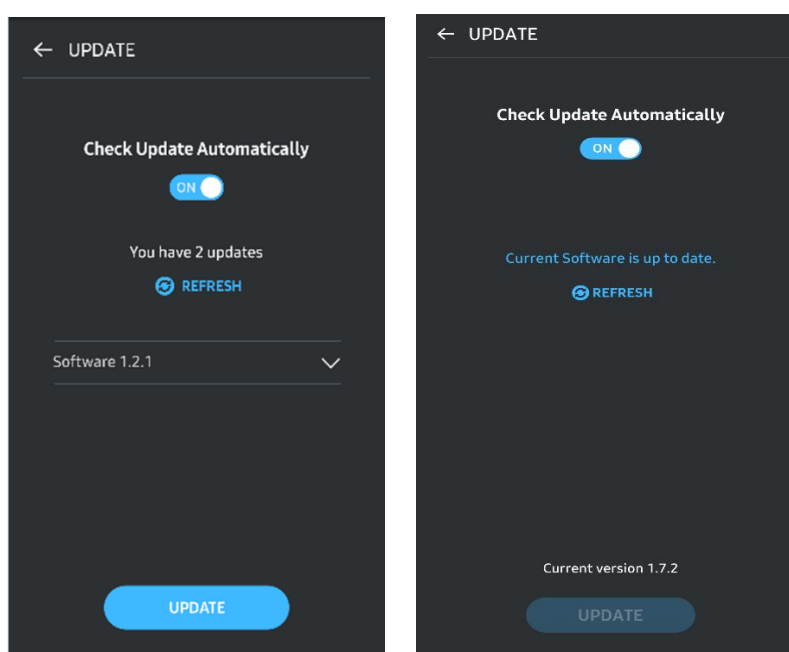 UPDATE
Check Update Automatically
ON
You have 2 updates
REFRESH
Software 1.2.1
UPDATE
UPDATE
Check Update Automatically
ON
Current Software is up to date.
REFRESH
Current version 1.7.2
UPDATE